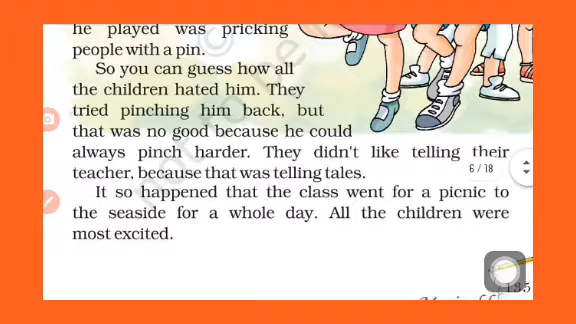 he played was pricking
people with a pin.
So you can guess how all
the children hated him. They
tried pinching him back, but
that was no good because he could
always pinch harder. They didn't like telling their
teacher, because that was telling tales.
6 / 18
It so happened that the class went for a picnic to
the seaside for a whole day. All the children were
most excited.
135